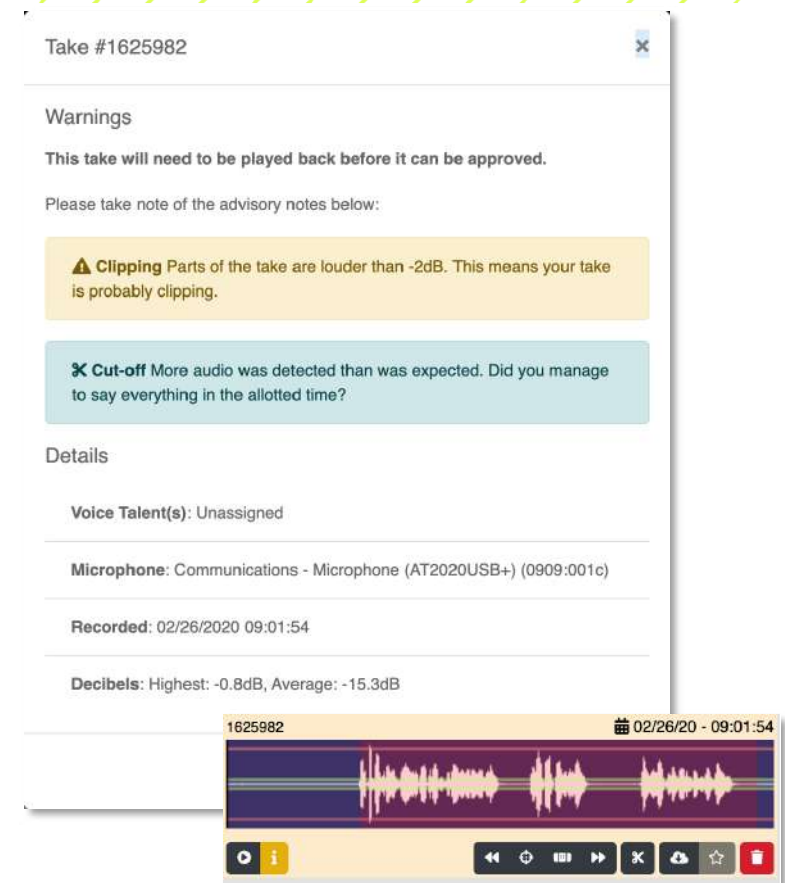 Take #1625982 ×
Warnings
This take will need to be played back before it can be approved.
Please take note of the advisory notes below:
Clipping Parts of the take are louder than -2dB. This means your take
is probably clipping.
Cut-off More audio was detected than was expected. Did you manage
to say everything in the allotted time?
Details
Voice Talent(s): Unassigned
Microphone: Communications - Microphone (AT2020USB+) (0909:001c)
Recorded: 02/26/2020 09:01:54
Decibels: Highest: -0.8dB, Average: -15.3dB
1625982 02/26/20 - 09:01:54